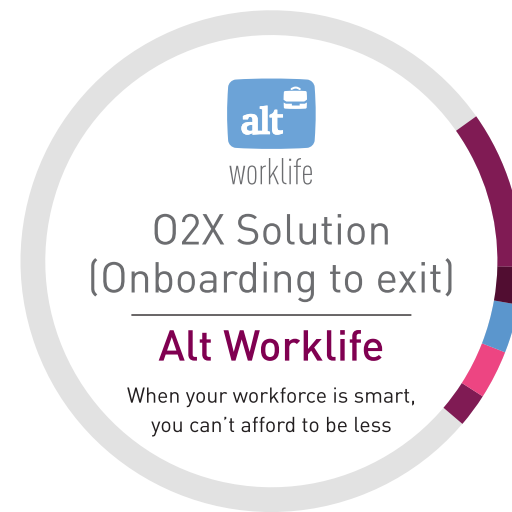 alt
worklife
O2X Solution
(Onboarding to exit)
Alt Worklife
When your workforce is smart,
you can't afford to be less